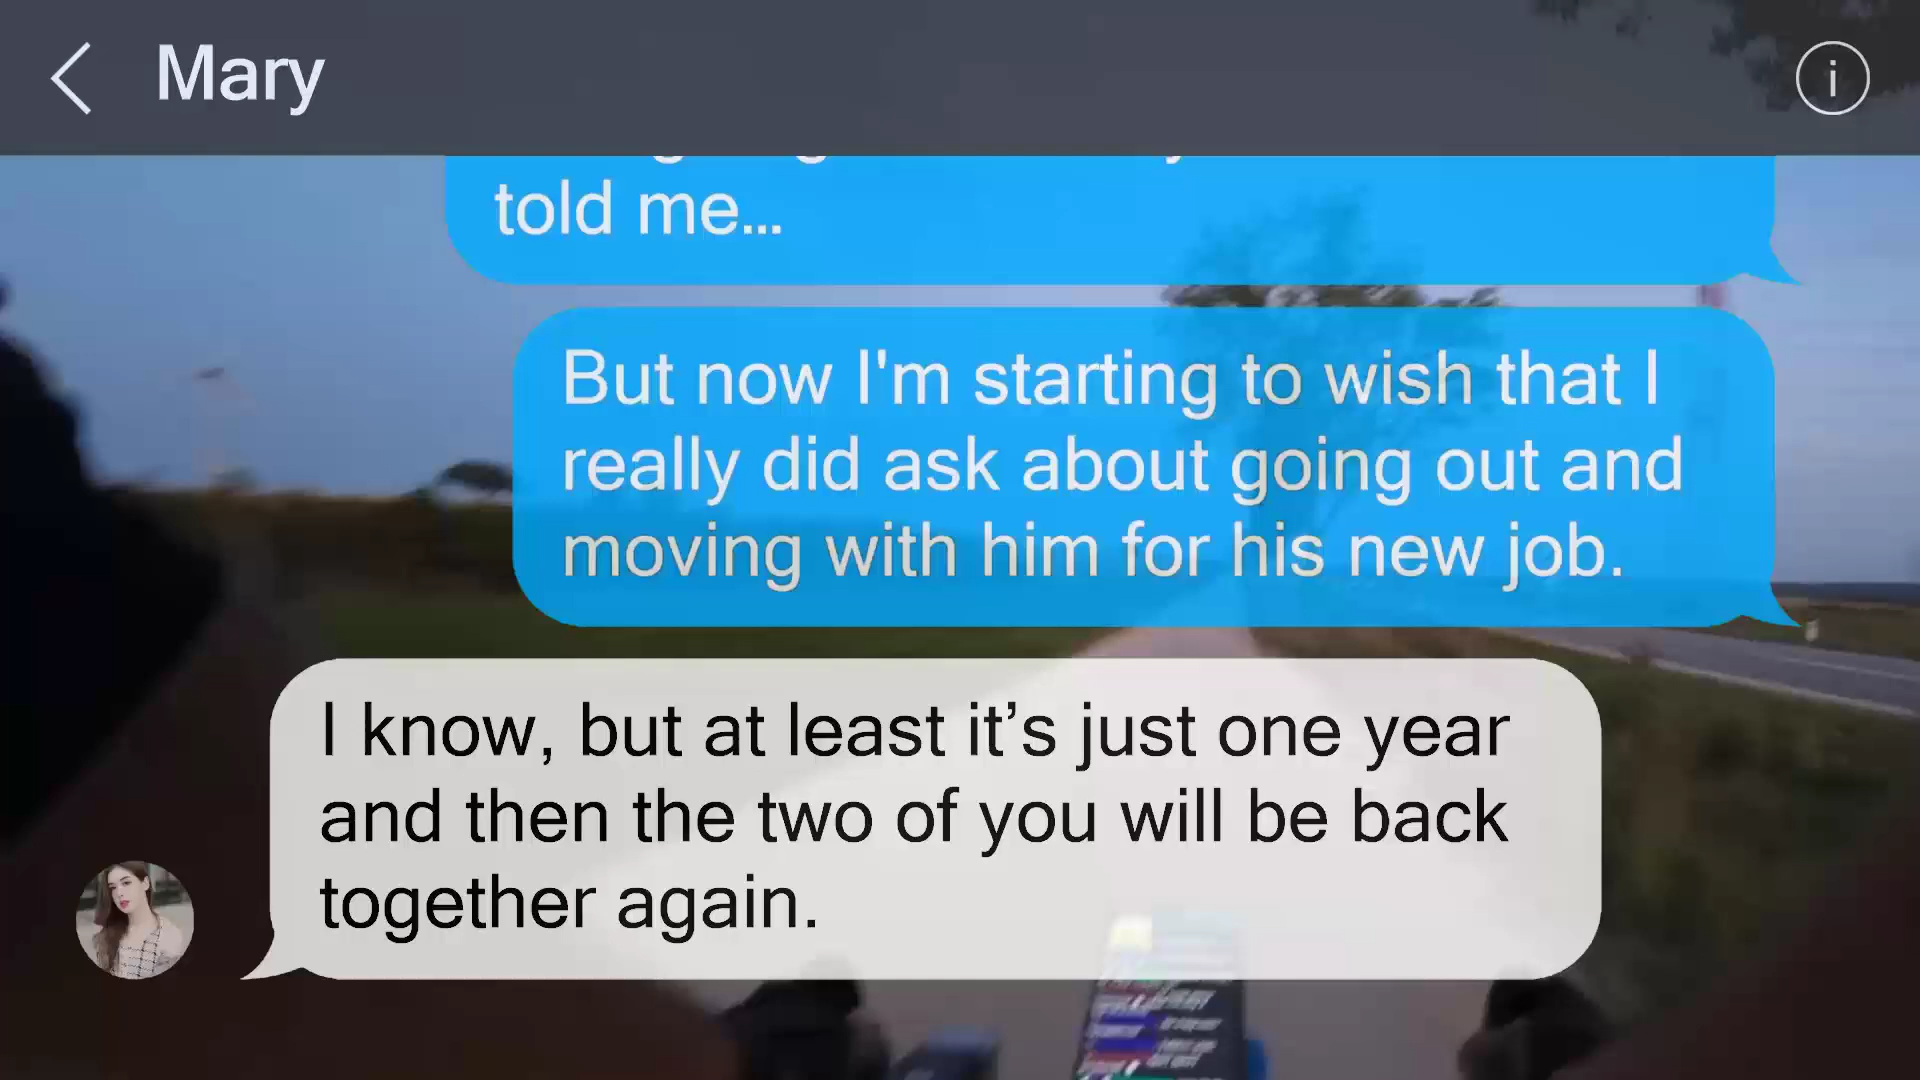 Mary
told me...
But now I'm starting to wish that I
really did ask about going out and
moving with him for his new job.
I know, but at least it’s just one year
and then the two of you will be back
together again.